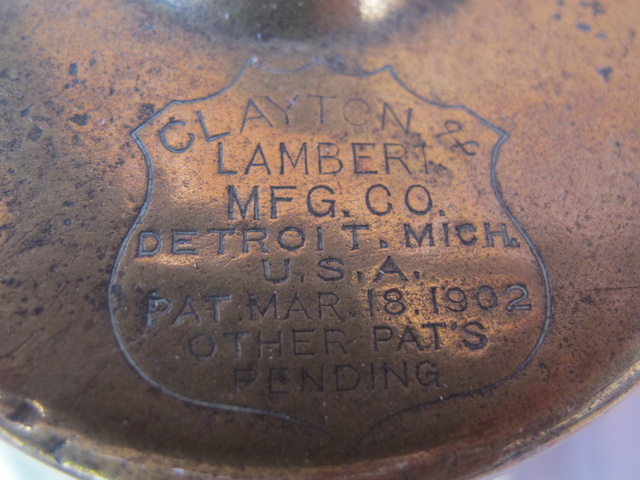 CLAYTON &
LAMBERT
MFG. CO.
DETROIT, MICH.
U.S.A.
PAT. MAR. 18. 1902
OTHER PAT'S
PENDING